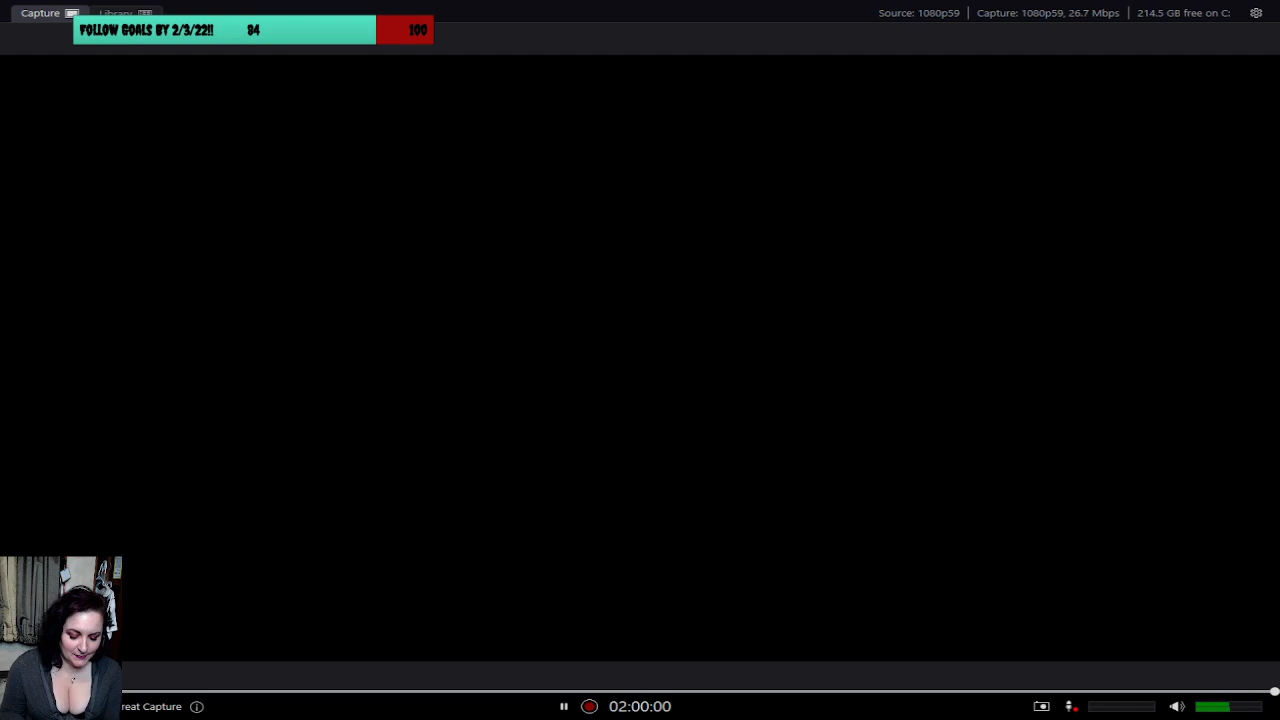 Capture
Library
Source: 1080p59 | Capture: 1080p59, 26.7 Mbps | 214.5 GB free on C:
FOLLOW GOALS BY 2/3/22!! 84 100
reat Capture
02:00:00